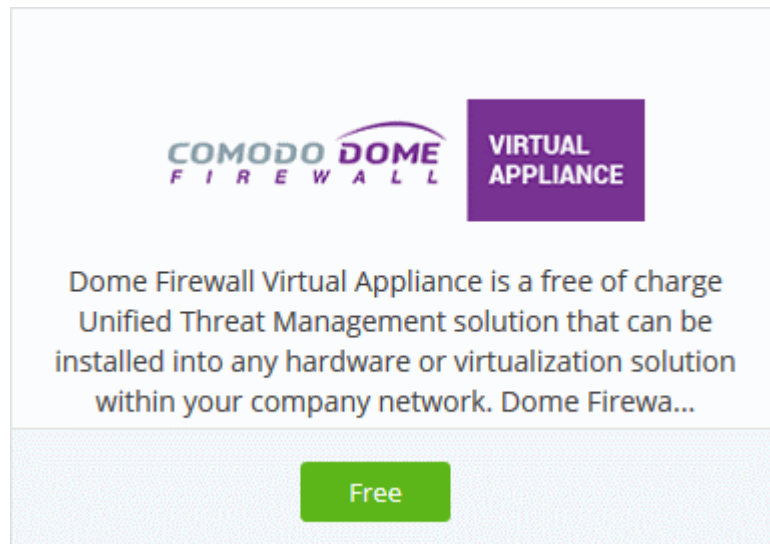 COMODO DOME
FIREWALL
VIRTUAL
APPLIANCE
Dome Firewall Virtual Appliance is a free of charge
Unified Threat Management solution that can be
installed into any hardware or virtualization solution
within your company network. Dome Firewa...
Free